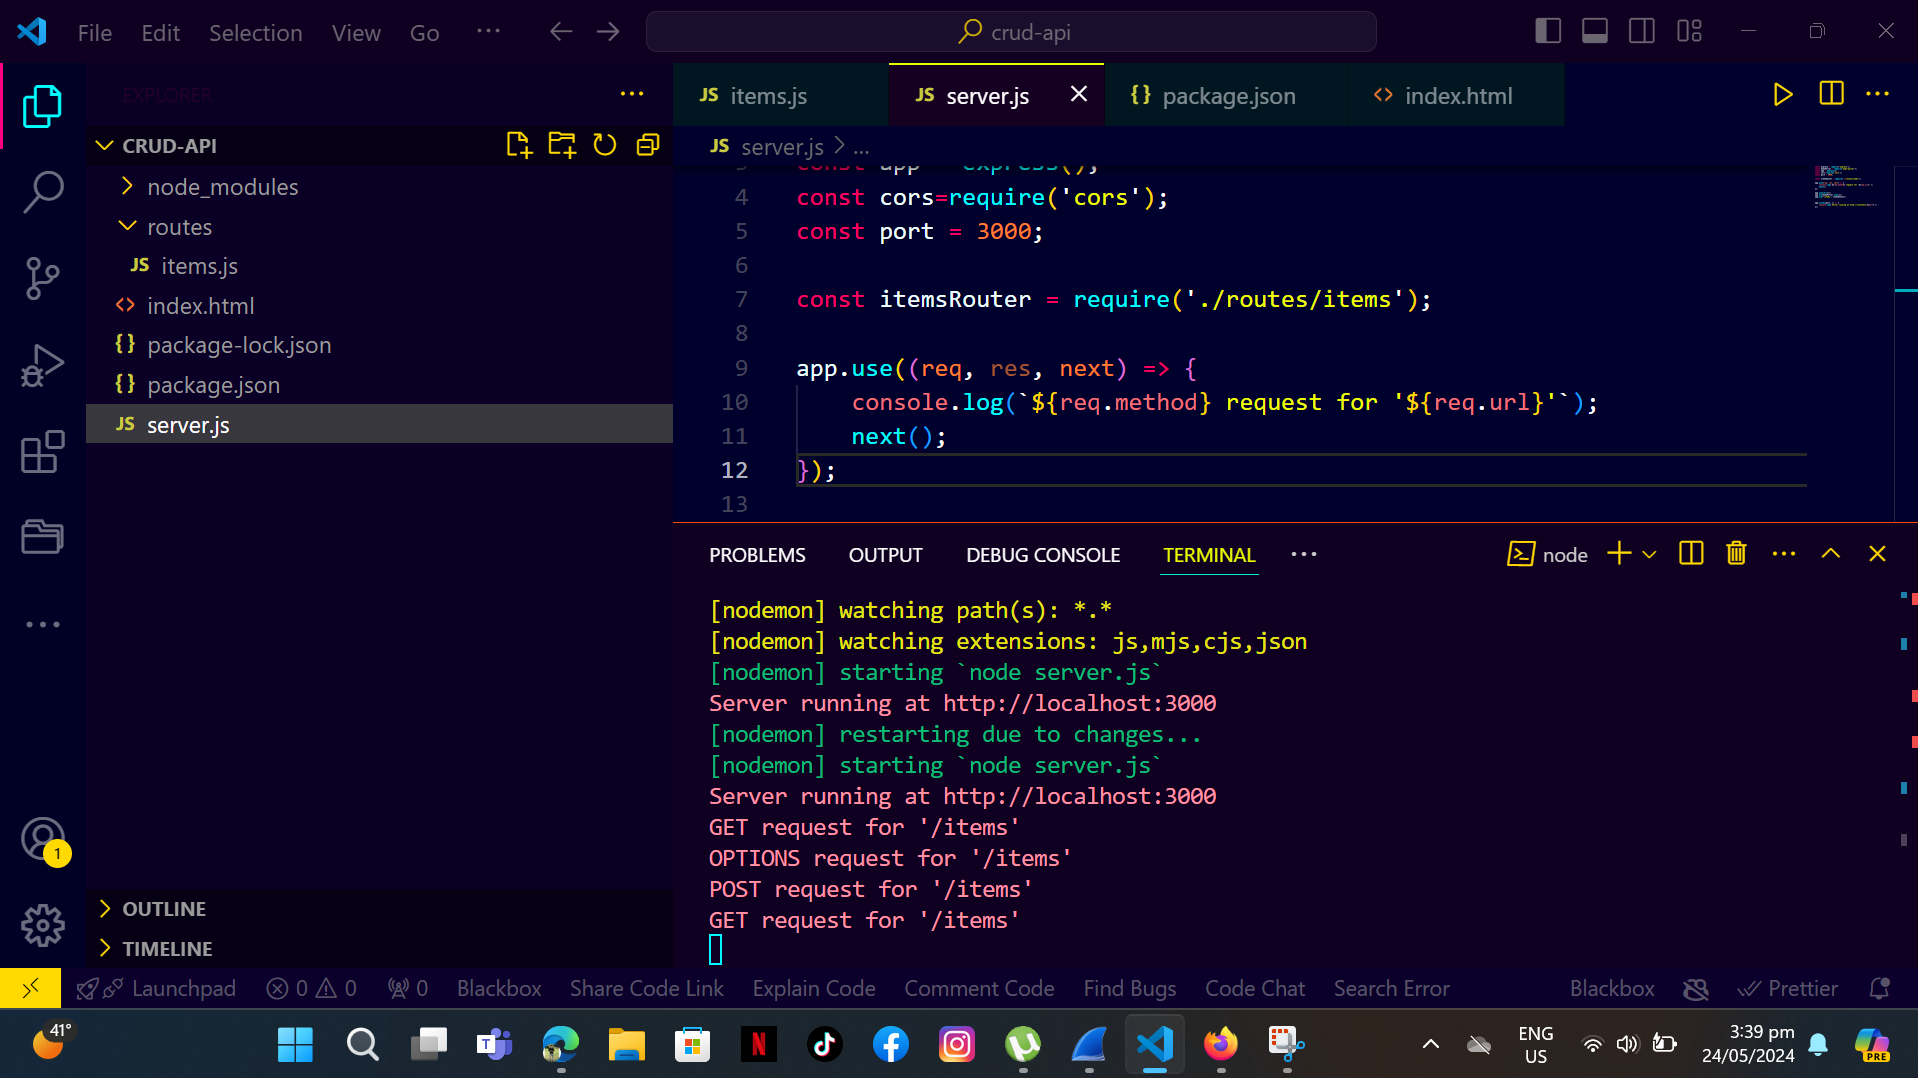 File Edit Selection View Go ··· crud-api
EXPLORER
CRUD-API
node_modules
routes
JS items.js
index.html
{} package-lock.json
{} package.json
JS server.js
OUTLINE
TIMELINE
JS items.js JS server.js {} package.json <> index.html
JS server.js > ...
3 const app = express();
4 const cors=require('cors');
5 const port = 3000;
6
7 const itemsRouter = require('./routes/items');
8
9 app.use((req, res, next) => {
10 console.log(`${req.method} request for '${req.url}'`);
11 next();
12 });
13
PROBLEMS OUTPUT DEBUG CONSOLE TERMINAL ··· node
[nodemon] watching path(s): *.*
[nodemon] watching extensions: js,mjs,cjs,json
[nodemon] starting `node server.js`
Server running at http://localhost:3000
[nodemon] restarting due to changes...
[nodemon] starting `node server.js`
Server running at http://localhost:3000
GET request for '/items'
OPTIONS request for '/items'
POST request for '/items'
GET request for '/items'
1
Launchpad 0 0 0 Blackbox Share Code Link Explain Code Comment Code Find Bugs Code Chat Search Error Blackbox Prettier
41°
ENG
US
3:39 pm
24/05/2024
PRE